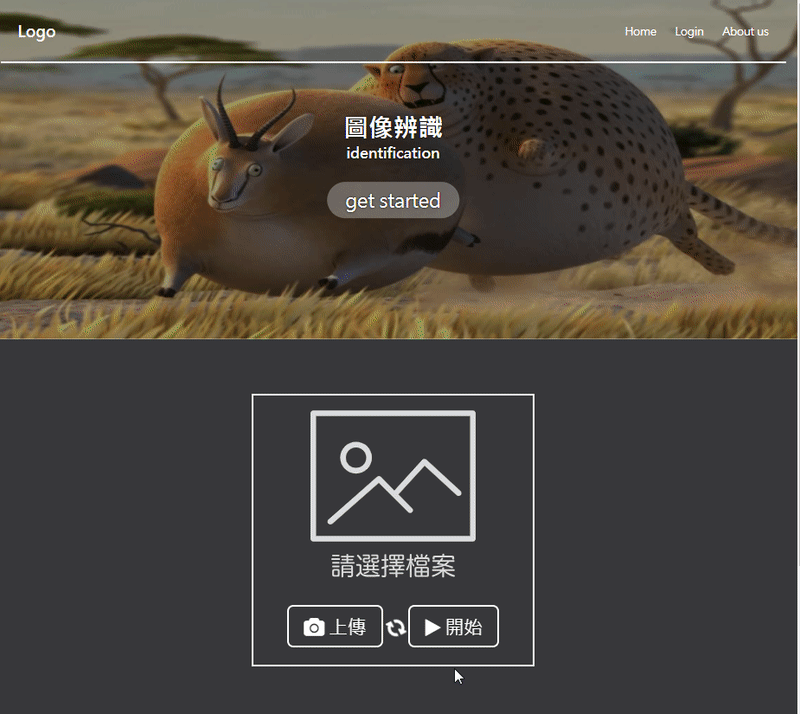 Logo
Home Login About us
圖像辨識
identification
get started
請選擇檔案
上傳 開始